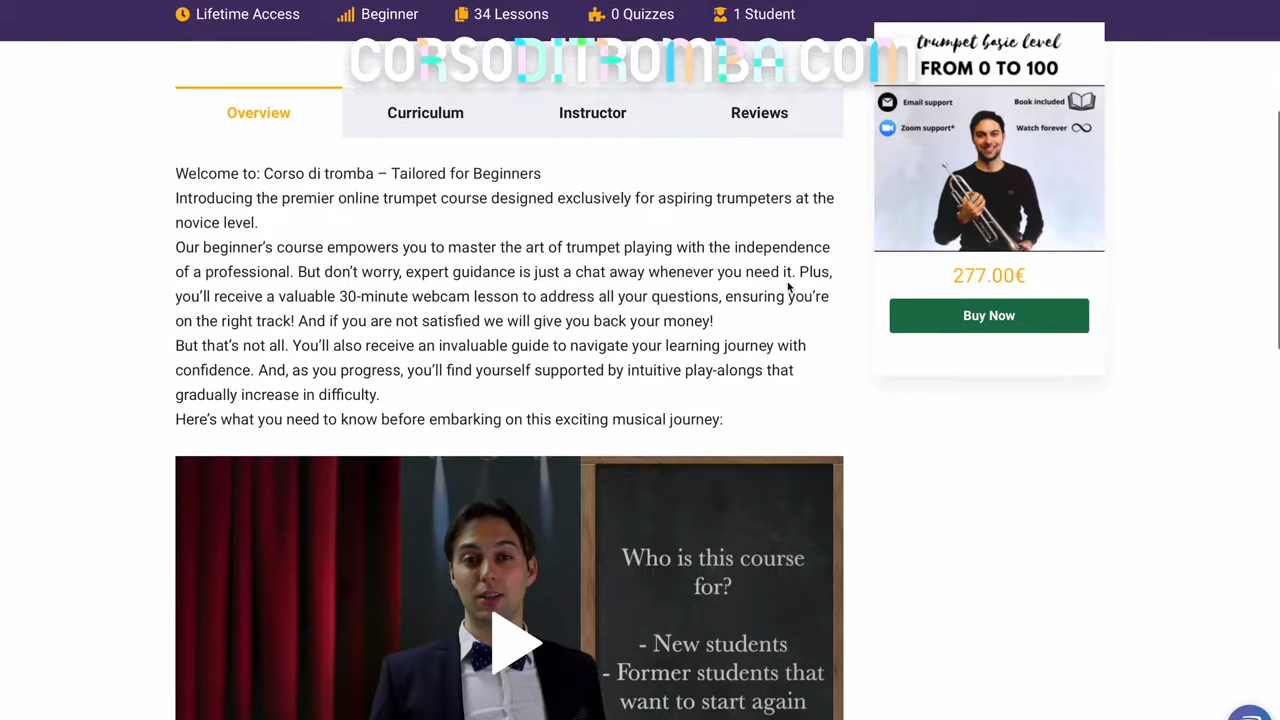 Lifetime Access
Beginner
34 Lessons
0 Quizzes
1 Student
CORSODITROMBA.COM
trumpet basic level
FROM 0 TO 100
Email support
Book included
Zoom support*
Watch forever
277.00€
Buy Now
Overview
Curriculum
Instructor
Reviews
Welcome to: Corso di tromba – Tailored for Beginners
Introducing the premier online trumpet course designed exclusively for aspiring trumpeters at the
novice level.
Our beginner’s course empowers you to master the art of trumpet playing with the independence
of a professional. But don’t worry, expert guidance is just a chat away whenever you need it. Plus,
you’ll receive a valuable 30-minute webcam lesson to address all your questions, ensuring you’re
on the right track! And if you are not satisfied we will give you back your money!
But that’s not all. You’ll also receive an invaluable guide to navigate your learning journey with
confidence. And, as you progress, you’ll find yourself supported by intuitive play-alongs that
gradually increase in difficulty.
Here’s what you need to know before embarking on this exciting musical journey:
Who is this course
for?
- New students
- Former students that
want to start again